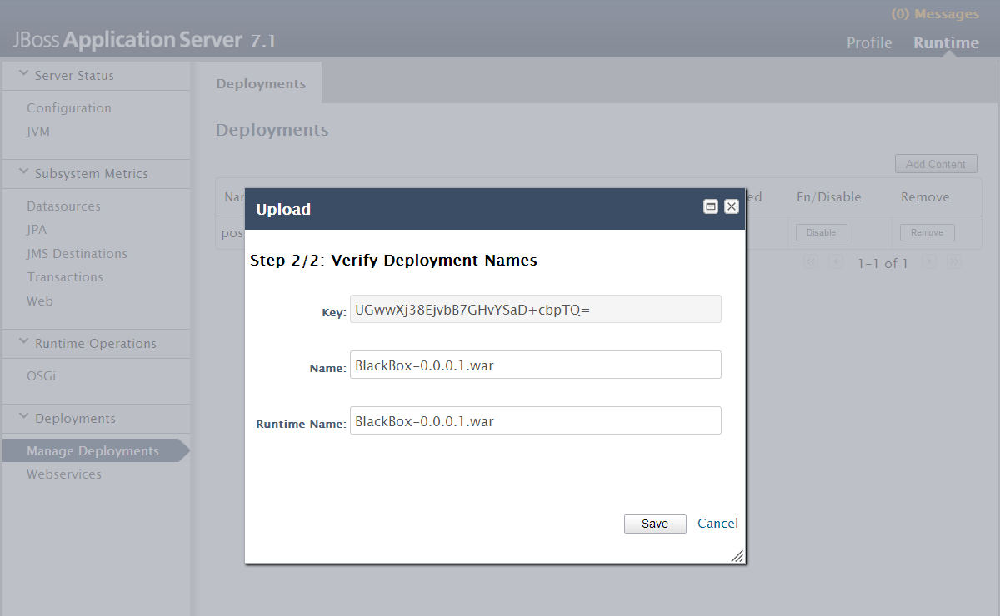 (0) Messages
JBoss Application Server 7.1
Profile Runtime
Server Status
Configuration
JVM
Subsystem Metrics
Datasources
JPA
JMS Destinations
Transactions
Web
Runtime Operations
OSGi
Deployments
Manage Deployments
Webservices
Deployments
Deployments
Add Content
En/Disable Remove
Disable Remove
1-1 of 1
Upload
Step 2/2: Verify Deployment Names
Key: UGwwXj38EjvbB7GHvYSaD+cbpTQ=
Name: BlackBox-0.0.0.1.war
Runtime Name: BlackBox-0.0.0.1.war
Save Cancel